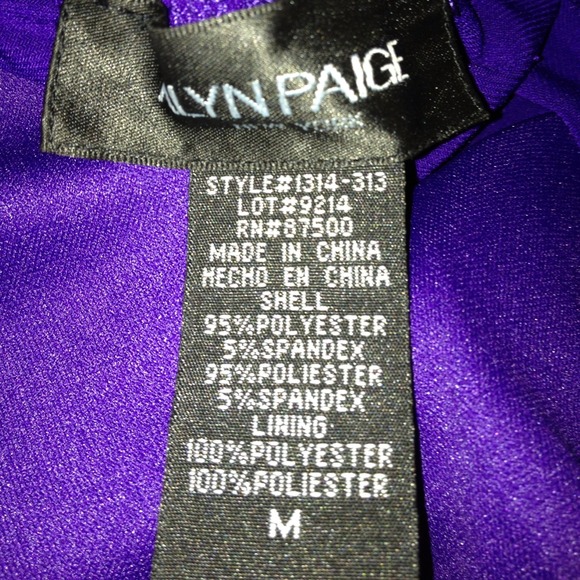 LYN PAIGE
STYLE#1314-313
LOT#9214
RN#87500
MADE IN CHINA
HECHO EN CHINA
SHELL
95%POLYESTER
5%SPANDEX
95%POLIESTER
5%SPANDEX
LINING
100%POLYESTER
100%POLIESTER
M